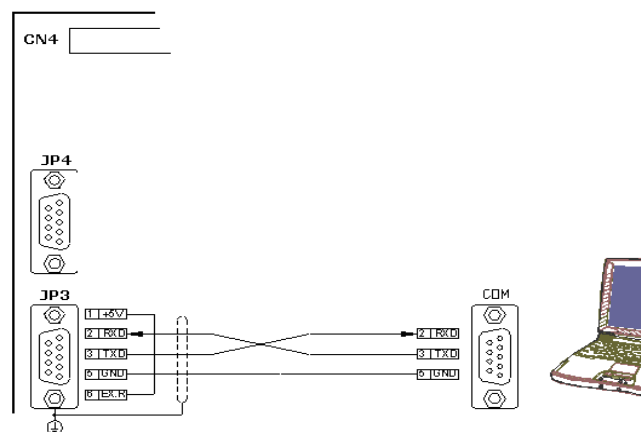 CN4
JP4
JP3
1 +5V
2 RXD
3 TXD
5 GND
6 EX.R
COM
2 RXD
3 TXD
5 GND